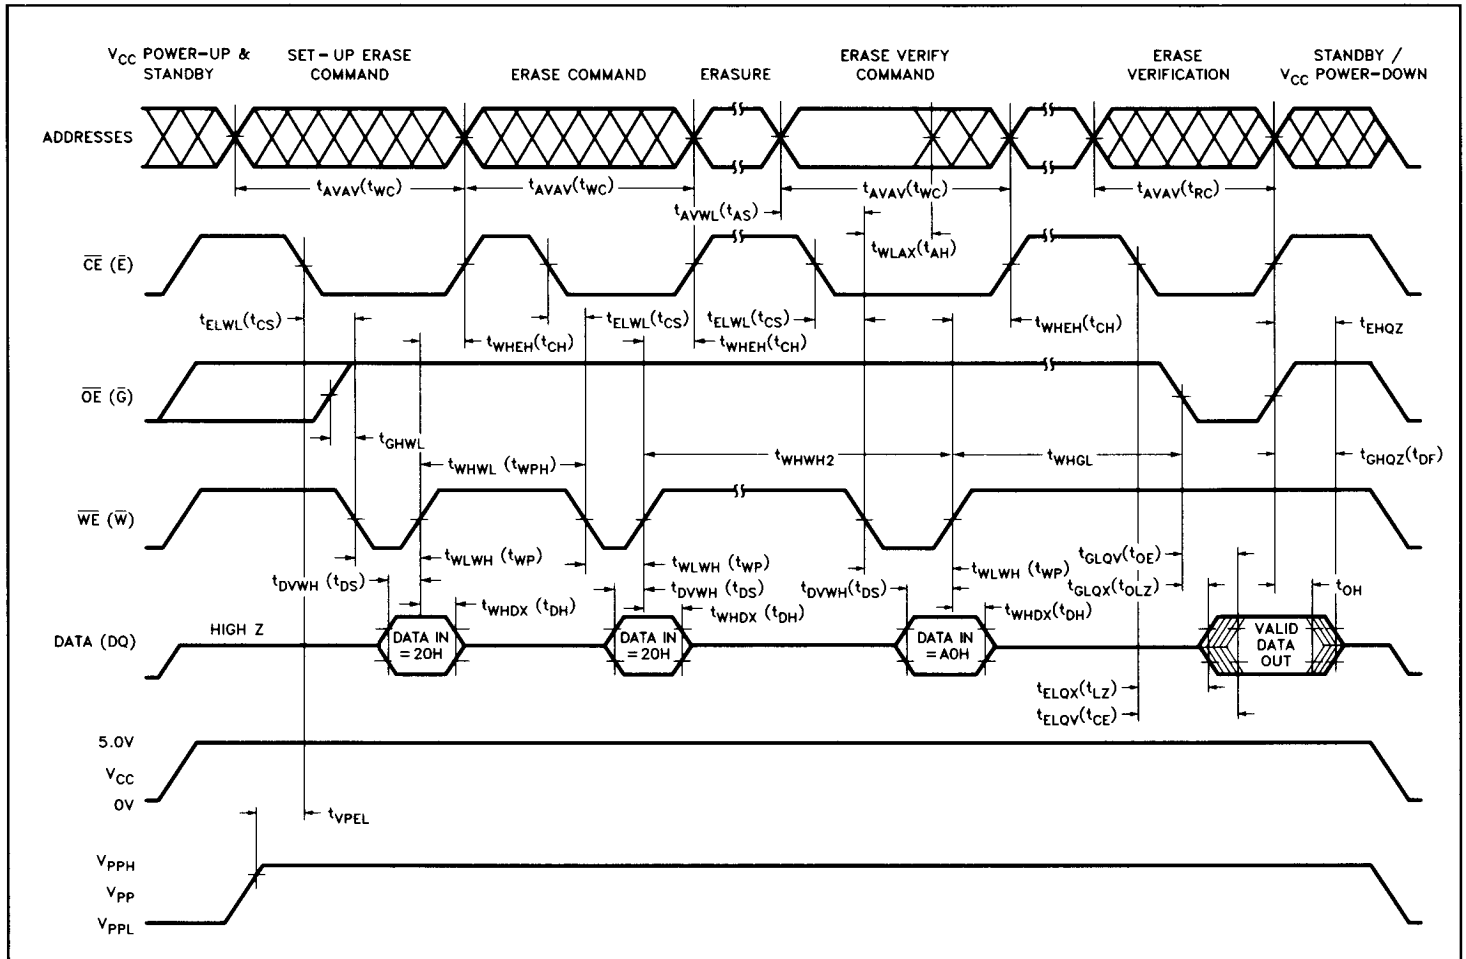 V_CC POWER-UP & STANDBY
SET-UP ERASE COMMAND
ERASE COMMAND
ERASURE
ERASE VERIFY COMMAND
ERASE VERIFICATION
STANDBY / V_CC POWER-DOWN
ADDRESSES
t_AVAV(t_WC)
t_AVAV(t_WC)
t_AVAV(t_WC)
t_AVAV(t_RC)
t_AVWL(t_AS)
t_WLAX(t_AH)
C̅E̅ (E̅)
t_ELWL(t_CS)
t_ELWL(t_CS)
t_ELWL(t_CS)
t_WHEH(t_CH)
t_EHQZ
t_WHEH(t_CH)
t_WHEH(t_CH)
O̅E̅ (G̅)
t_GHWL
t_WHWL (t_WPH)
t_WHWH2
t_WHGL
t_GHQZ(t_DF)
W̅E̅ (W̅)
t_WLWH (t_WP)
t_WLWH (t_WP)
t_WLWH (t_WP)
t_GLQV(t_OE)
t_DVWH (t_DS)
t_DVWH (t_DS)
t_DVWH(t_DS)
t_GLQX(t_OLZ)
t_OH
t_WHDX (t_DH)
t_WHDX (t_DH)
t_WHDX(t_DH)
DATA (DQ)
HIGH Z
DATA IN
= 20H
DATA IN
= 20H
DATA IN
= A0H
VALID
DATA
OUT
t_ELQX(t_LZ)
t_ELQV(t_CE)
5.0V
V_CC
0V
t_VPEL
V_PPH
V_PP
V_PPL